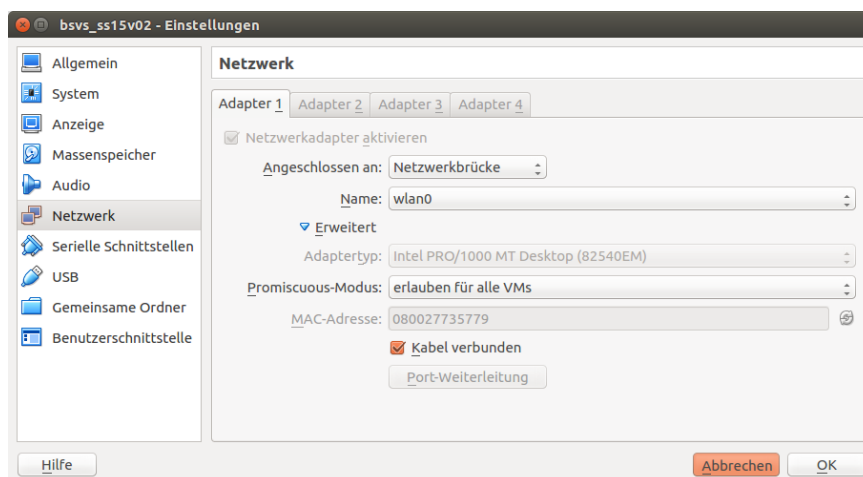 bsvs_ss15v02 - Einstellungen
Allgemein
System
Anzeige
Massenspeicher
Audio
Netzwerk
Serielle Schnittstellen
USB
Gemeinsame Ordner
Benutzerschnittstelle
Netzwerk
Adapter 1 Adapter 2 Adapter 3 Adapter 4
Netzwerkadapter aktivieren
Angeschlossen an: Netzwerkbrücke
Name: wlan0
Erweitert
Adaptertyp: Intel PRO/1000 MT Desktop (82540EM)
Promiscuous-Modus: erlauben für alle VMs
MAC-Adresse: 080027735779
Kabel verbunden
Port-Weiterleitung
Hilfe Abbrechen OK